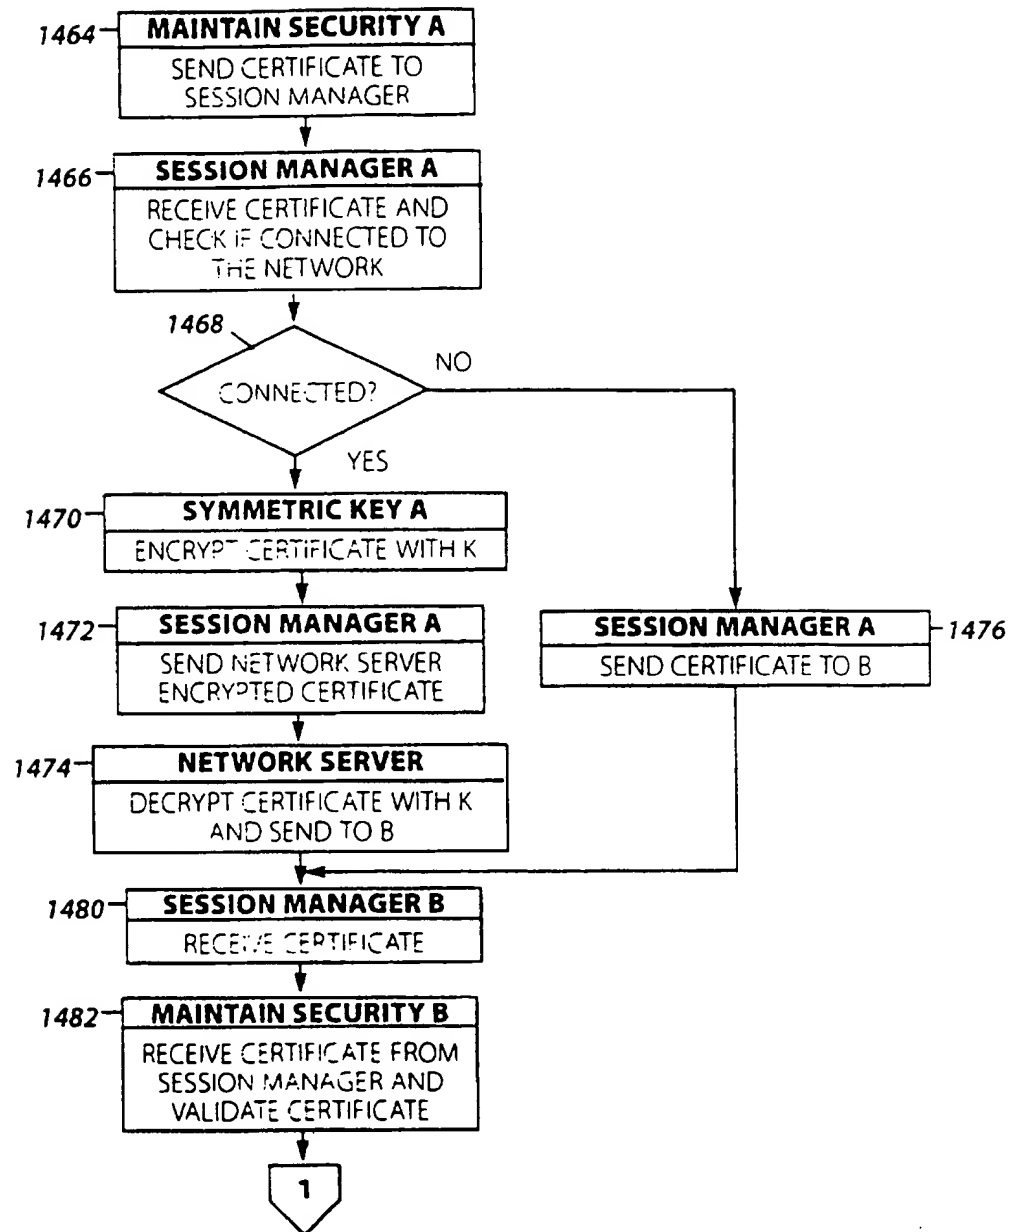 1464
MAINTAIN SECURITY A
SEND CERTIFICATE TO
SESSION MANAGER
1466
SESSION MANAGER A
RECEIVE CERTIFICATE AND
CHECK IF CONNECTED TO
THE NETWORK
1468
CONNECTED?
NO
YES
1470
SYMMETRIC KEY A
ENCRYPT CERTIFICATE WITH K
1472
SESSION MANAGER A
SEND NETWORK SERVER
ENCRYPTED CERTIFICATE
SESSION MANAGER A
1476
SEND CERTIFICATE TO B
1474
NETWORK SERVER
DECRYPT CERTIFICATE WITH K
AND SEND TO B
1480
SESSION MANAGER B
RECEIVE CERTIFICATE
1482
MAINTAIN SECURITY B
RECEIVE CERTIFICATE FROM
SESSION MANAGER AND
VALIDATE CERTIFICATE
1